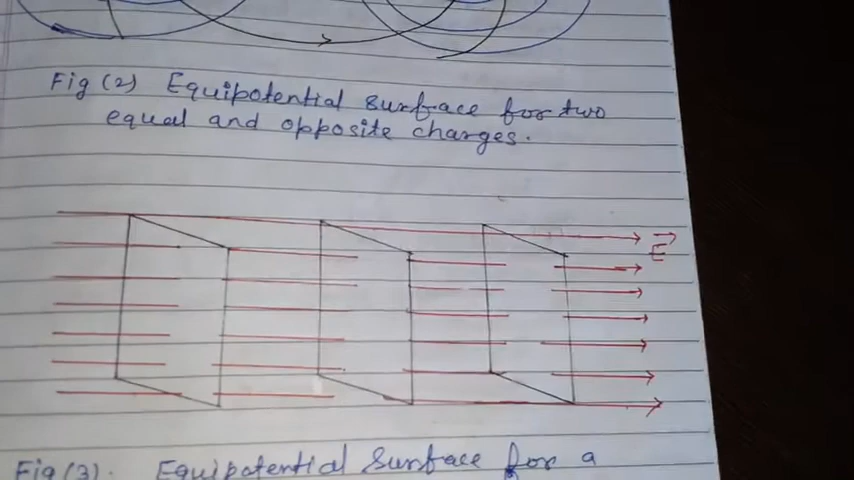 Fig (2) Equipotential surface for two
equal and opposite charges.
E
Fig (3). Equipotential Surface for a